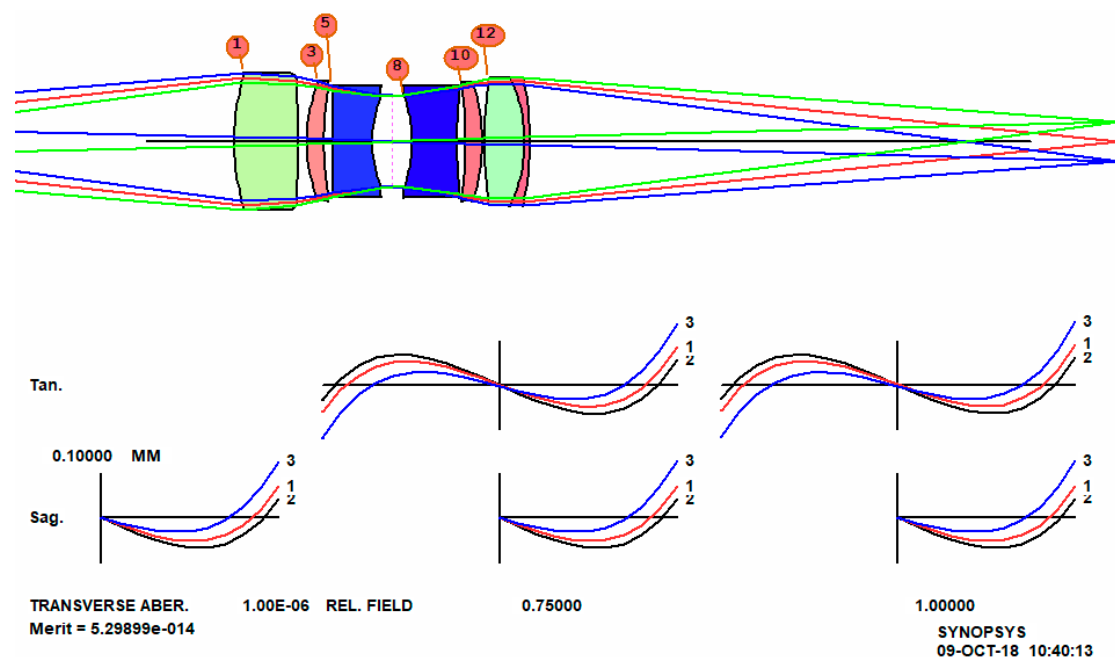 1 3 5 8 10 12
3 3
1 1
2 2
Tan.
0.10000 MM
3 3 3
1 1 1
2 2 2
Sag.
TRANSVERSE ABER. 1.00E-06 REL. FIELD 0.75000 1.00000
Merit = 5.29899e-014
SYNOPSYS
09-OCT-18 10:40:13